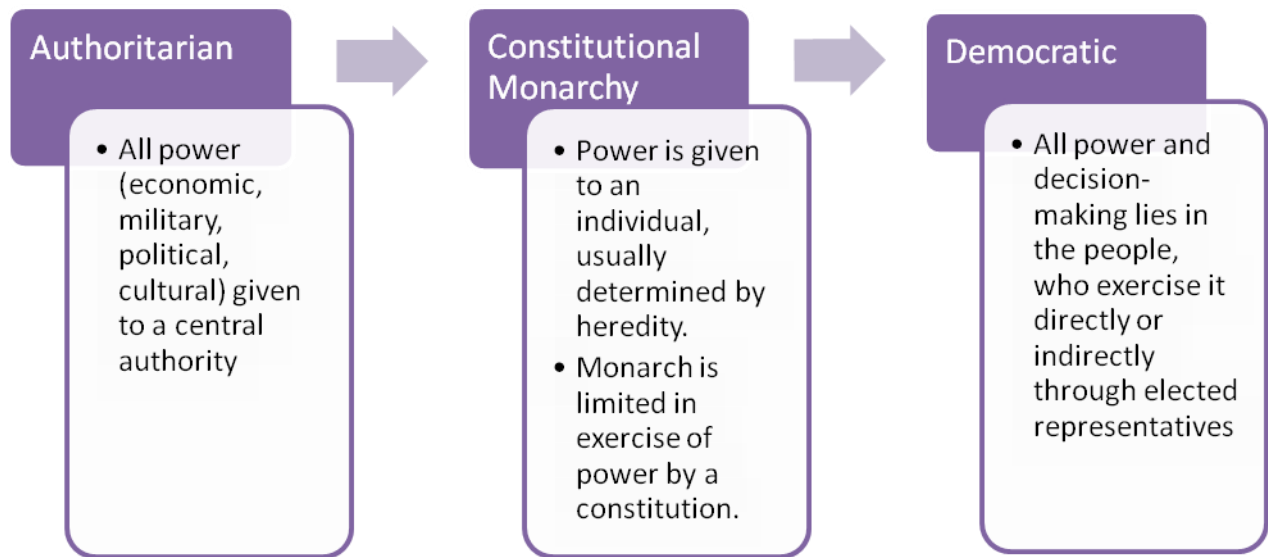 Authoritarian
• All power
(economic,
military,
political,
cultural) given
to a central
authority
Constitutional
Monarchy
• Power is given
to an
individual,
usually
determined by
heredity.
• Monarch is
limited in
exercise of
power by a
constitution.
Democratic
• All power and
decision-
making lies in
the people,
who exercise it
directly or
indirectly
through elected
representatives